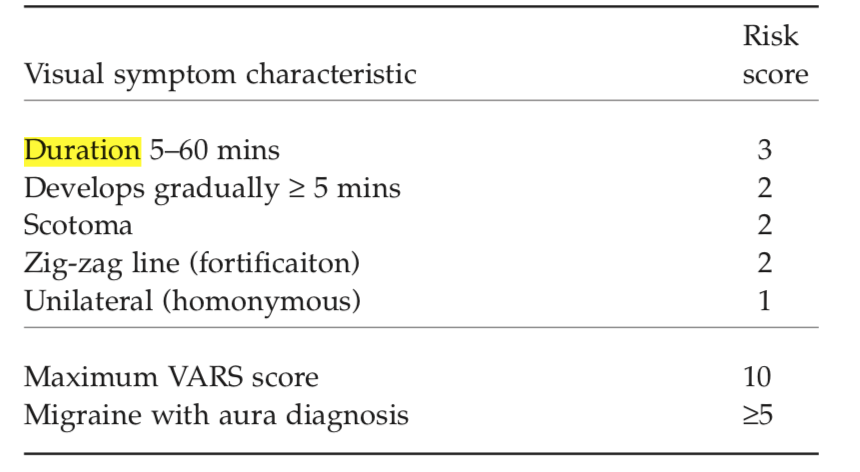 Risk
Visual symptom characteristic score
Duration 5–60 mins 3
Develops gradually ≥ 5 mins 2
Scotoma 2
Zig-zag line (fortificaiton) 2
Unilateral (homonymous) 1
Maximum VARS score 10
Migraine with aura diagnosis ≥5